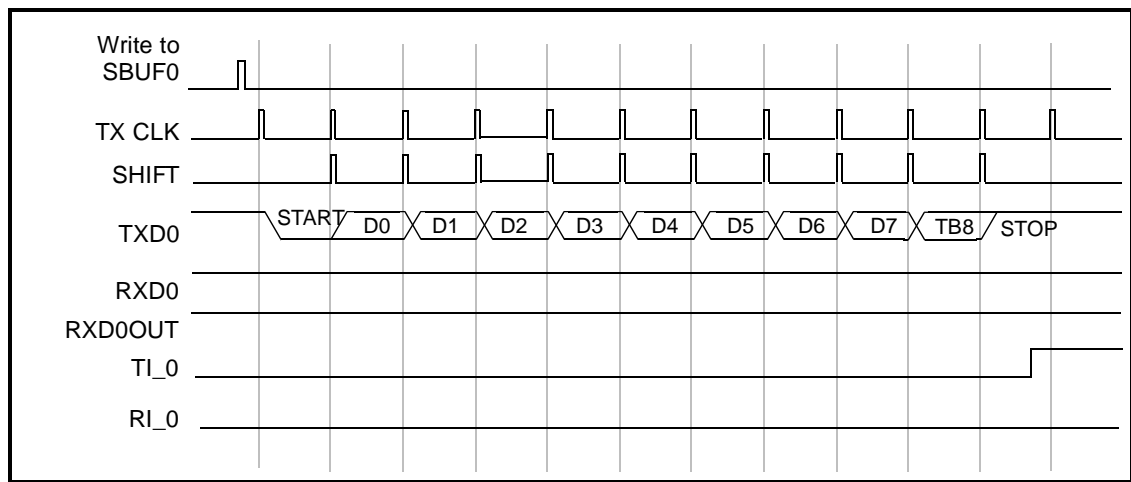 Write to
SBUF0
TX CLK
SHIFT
TXD0 START D0 D1 D2 D3 D4 D5 D6 D7 TB8 STOP
RXD0
RXD0OUT
TI_0
RI_0